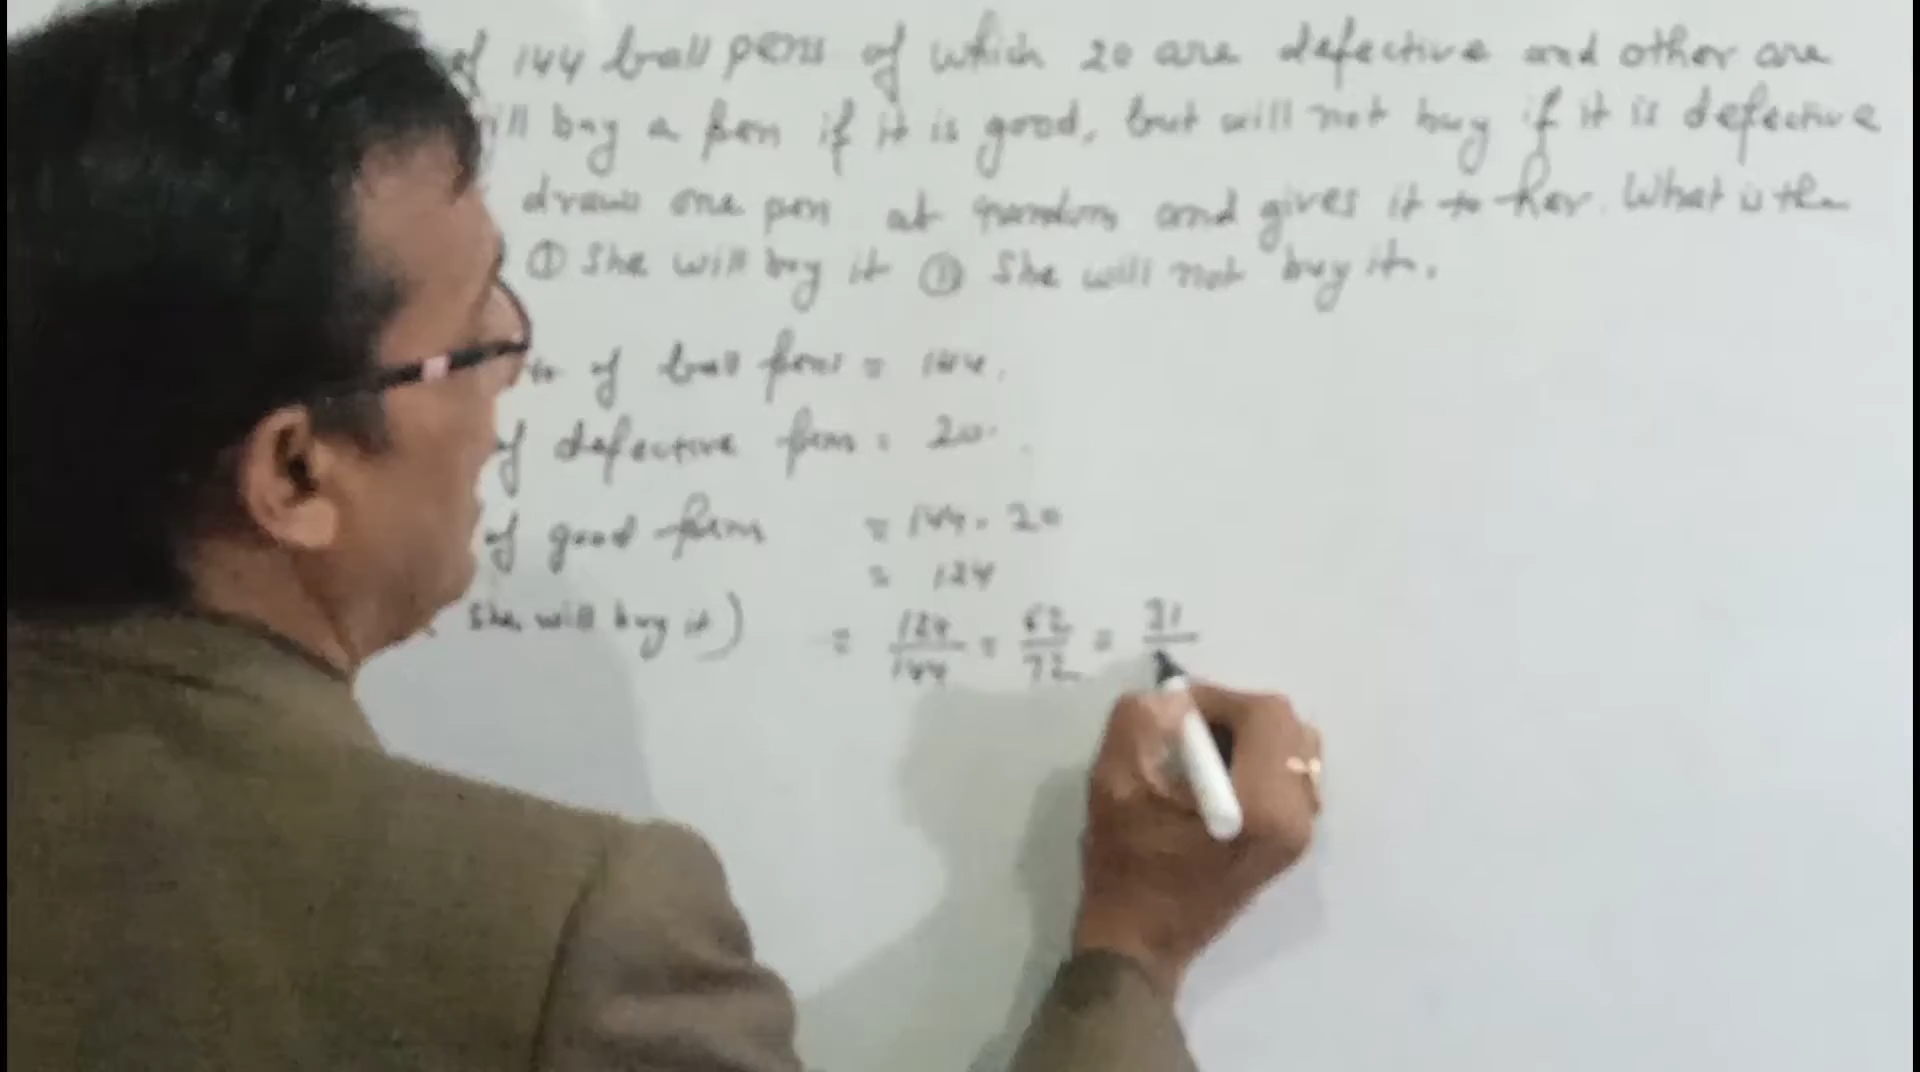 of 144 ball pens of which 20 are defective and other are
ill buy a pen if it is good, but will not buy if it is defective
draws one pen at random and gives it to her. What is the
① She will buy it ② She will not buy it.
of ball pens = 144.
of defective pens = 20.
of good pens = 144 - 20
= 124
She will buy it) = 124/144 = 62/72 = 31/